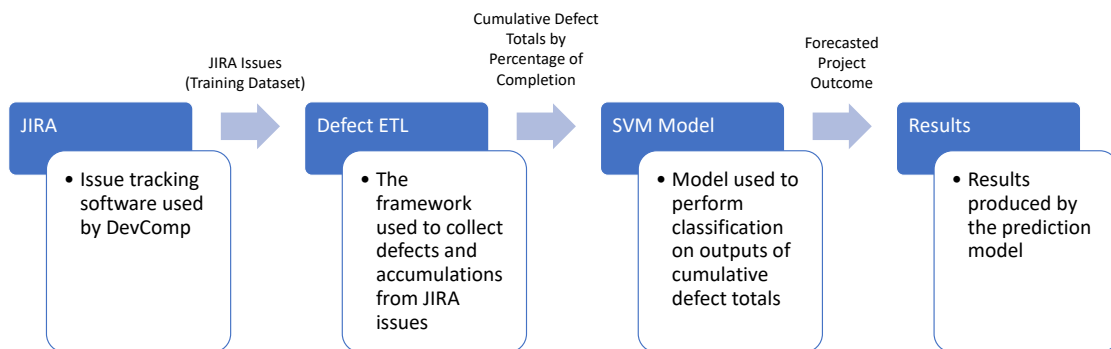 Cumulative Defect
Totals by
Percentage of
Completion
JIRA Issues
(Training Dataset)
Forecasted
Project
Outcome
JIRA
Defect ETL
SVM Model
Results
• Issue tracking
software used
by DevComp
• The
framework
used to collect
defects and
accumulations
from JIRA
issues
• Model used to
perform
classification
on outputs of
cumulative
defect totals
• Results
produced by
the prediction
model